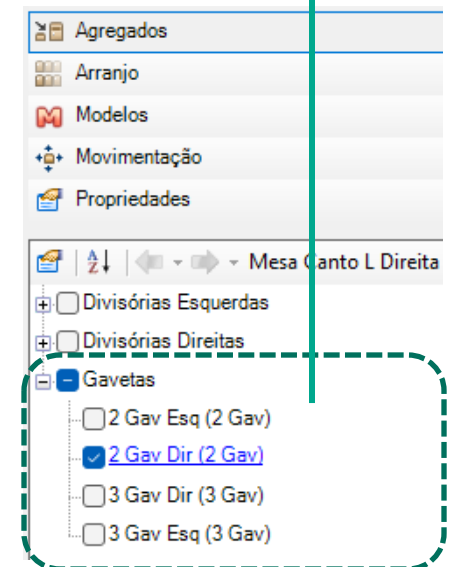 Agregados
Arranjo
Modelos
Movimentação
Propriedades
Mesa Canto L Direita
Divisórias Esquerdas
Divisórias Direitas
Gavetas
2 Gav Esq (2 Gav)
2 Gav Dir (2 Gav)
3 Gav Dir (3 Gav)
3 Gav Esq (3 Gav)